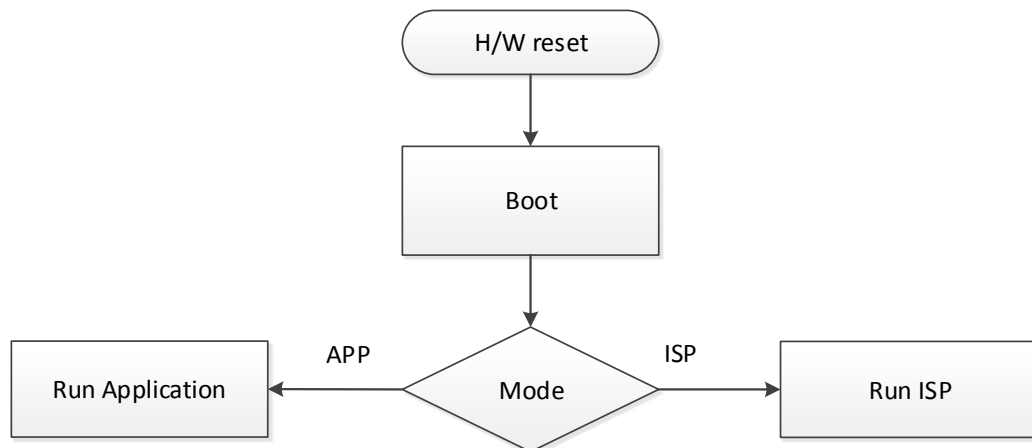 H/W reset
Boot
APP
ISP
Run Application
Mode
Run ISP